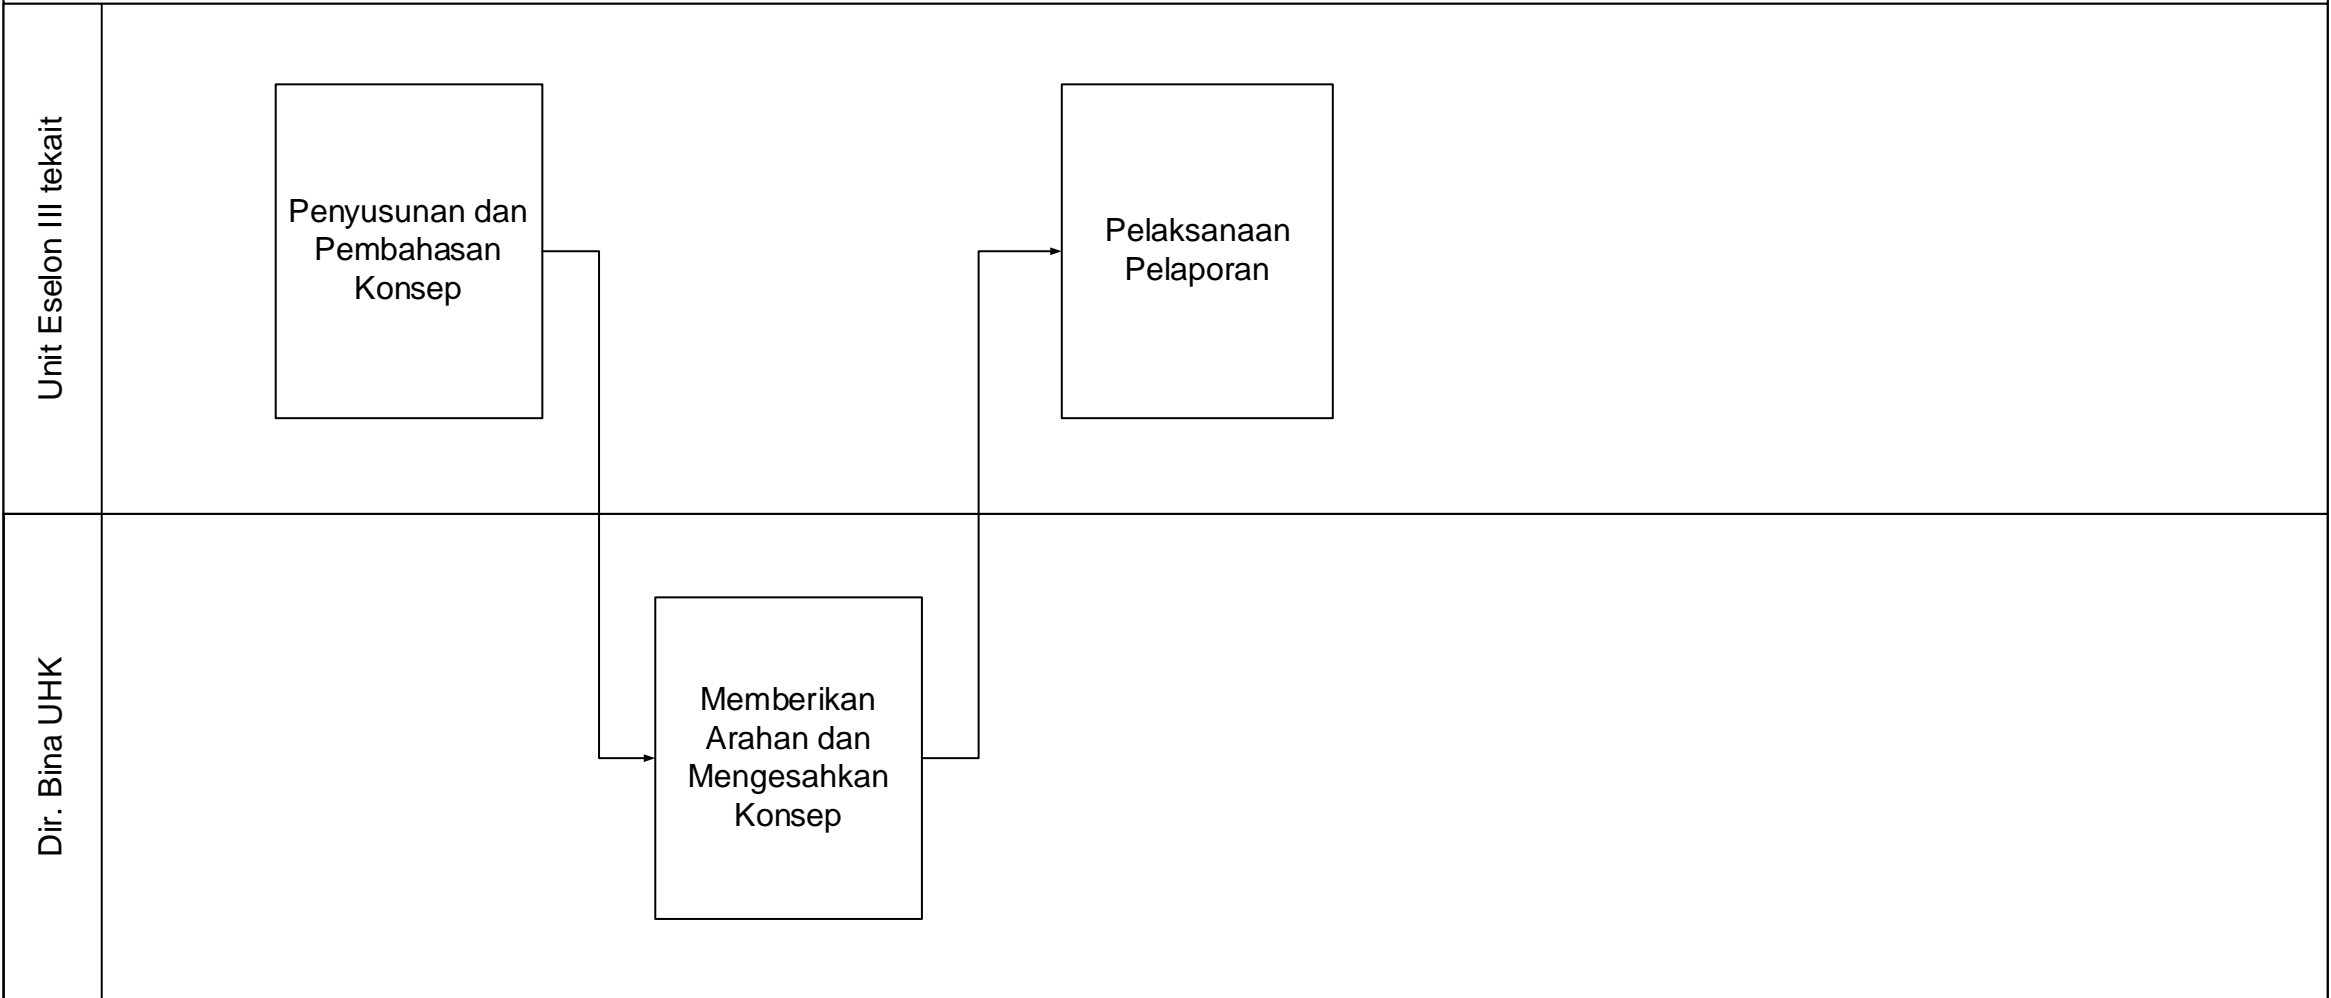 Unit Eselon III tekait
Penyusunan dan
Pembahasan
Konsep
Pelaksanaan
Pelaporan
Dir. Bina UHK
Memberikan
Arahan dan
Mengesahkan
Konsep